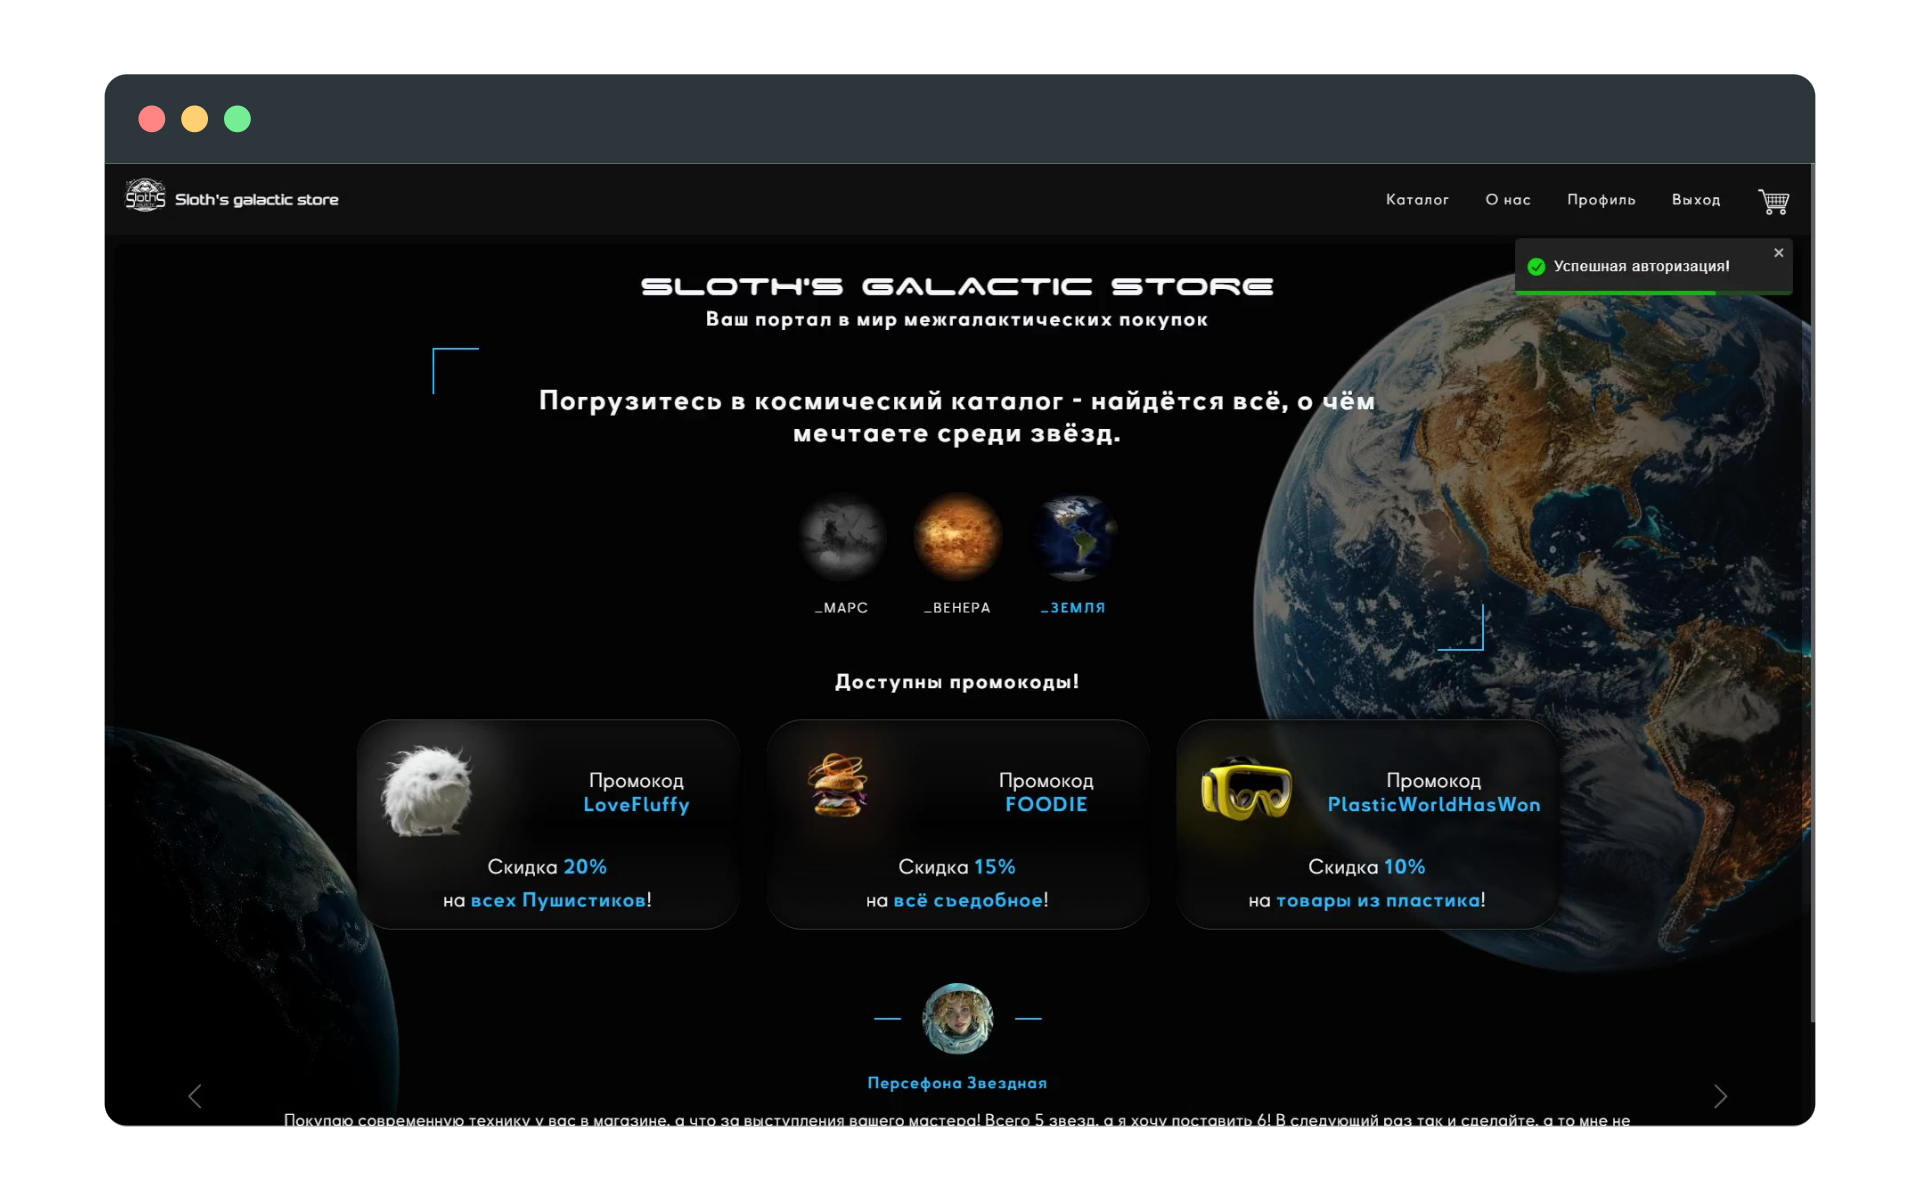 Sloths
Sloth's galactic store
Каталог
О нас
Профиль
Выход
Успешная авторизация!
SLOTH'S GALACTIC STORE
Ваш портал в мир межгалактических покупок
Погрузитесь в космический каталог - найдётся всё, о чём
мечтаете среди звёзд.
_МАРС
_ВЕНЕРА
_ЗЕМЛЯ
Доступны промокоды!
Промокод
LoveFluffy
Скидка 20%
на всех Пушистиков!
Промокод
FOODIE
Скидка 15%
на всё съедобное!
Промокод
PlasticWorldHasWon
Скидка 10%
на товары из пластика!
Персефона Звездная
Покупаю современную технику у вас в магазине, а что за выступления вашего мастера! Всего 5 звезд, а я хочу поставить 6! В следующий раз так и сделайте, а то мне не